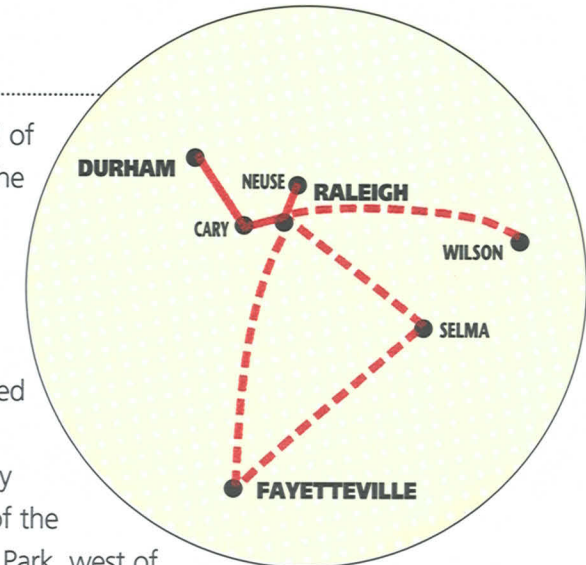 of
DURHAM
he
NEUSE
RALEIGH
CARY
WILSON
SELMA
ed
y
FAYETTEVILLE
of the
Park, west of